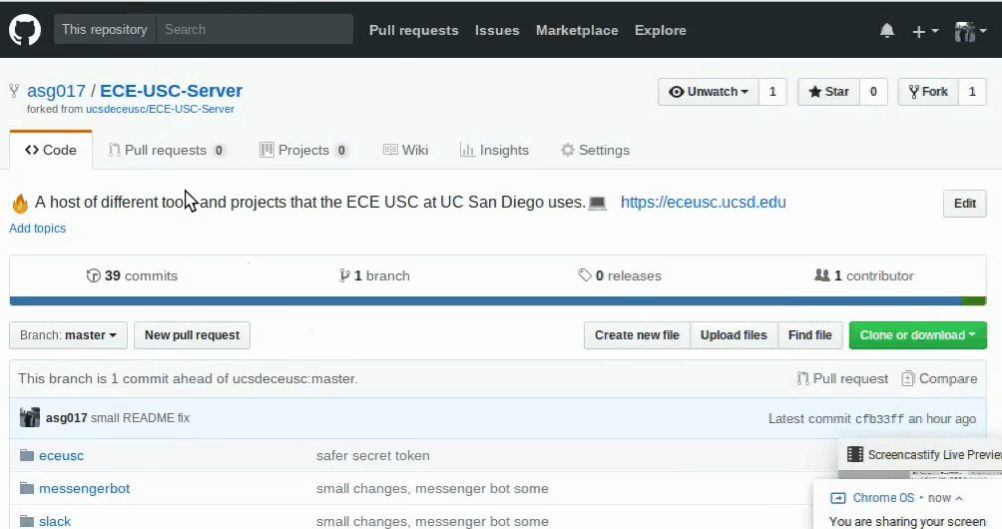 This repository Search Pull requests Issues Marketplace Explore
asg017 / ECE-USC-Server Unwatch 1 Star 0 Fork 1
forked from ucsdeceusc/ECE-USC-Server
Code Pull requests 0 Projects 0 Wiki Insights Settings
A host of different and projects that the ECE USC at UC San Diego uses. https://eceusc.ucsd.edu Edit
Add topics
39 commits 1 branch 0 releases 1 contributor
Branch: master New pull request Create new file Upload files Find file Clone or download
This branch is 1 commit ahead of ucsdeceusc:master. Pull request Compare
asg017 small README fix Latest commit cfb33ff an hour ago
eceusc safer secret token
Screencastify Live Preview
messengerbot small changes, messenger bot some
Chrome OS • now
slack small changes, messenger bot some
You are sharing your screen